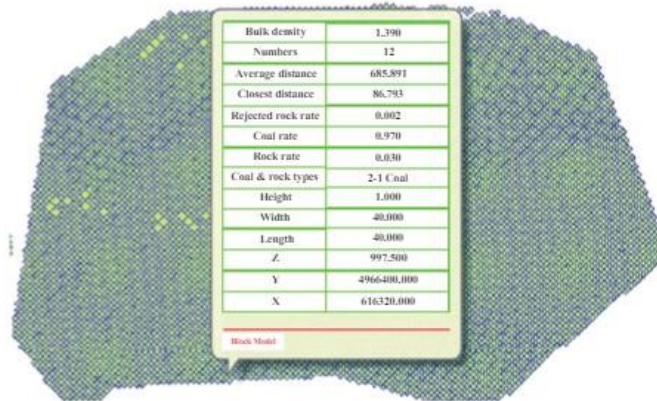 Bulk density 1.390
Numbers 12
Average distance 685.891
Closest distance 86.793
Rejected rock rate 0.002
Coal rate 0.970
Rock rate 0.030
Coal & rock types 2-1 Coal
Height 1.000
Width 40.000
Length 40.000
Z 997.500
Y 4966400.000
X 616320.000
Block Model